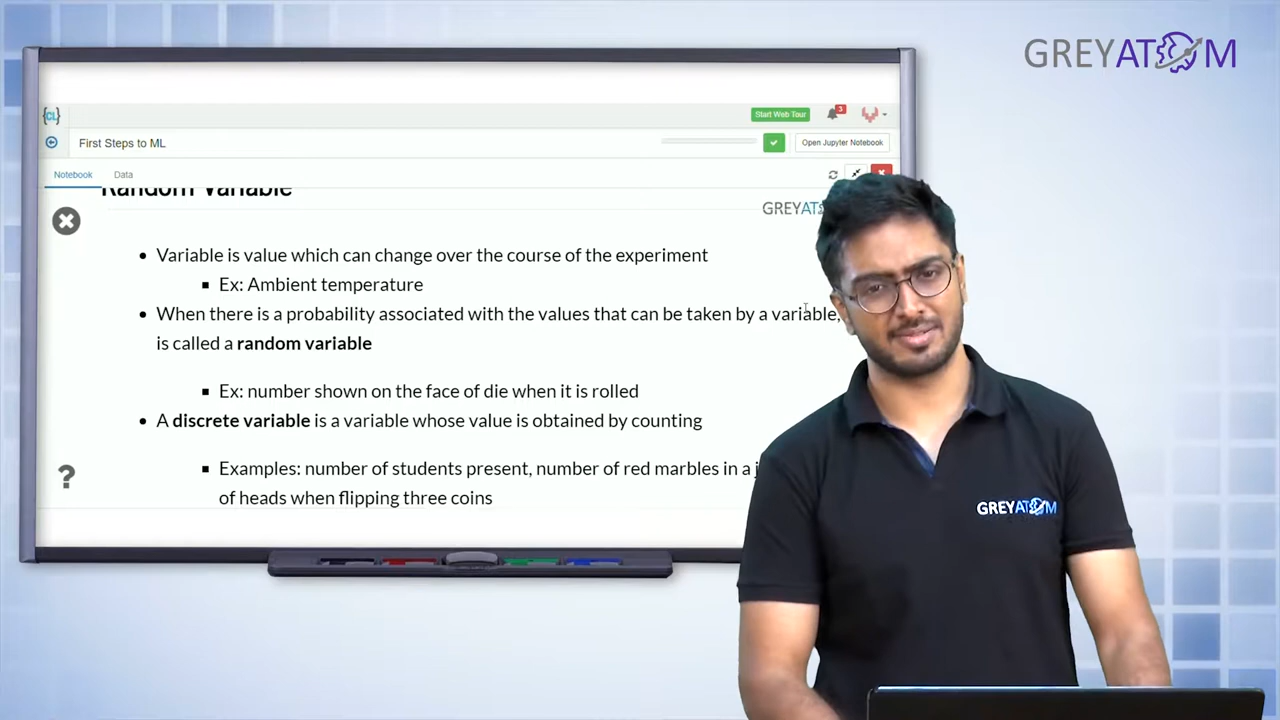 GREYATOM
{CL}
Start Web Tour
3
First Steps to ML
Open Jupyter Notebook
Notebook
Data
Random Variable
GREYAT
Variable is value which can change over the course of the experiment
Ex: Ambient temperature
When there is a probability associated with the values that can be taken by a variable,
is called a random variable
Ex: number shown on the face of die when it is rolled
A discrete variable is a variable whose value is obtained by counting
Examples: number of students present, number of red marbles in a
of heads when flipping three coins
?
GREYATOM